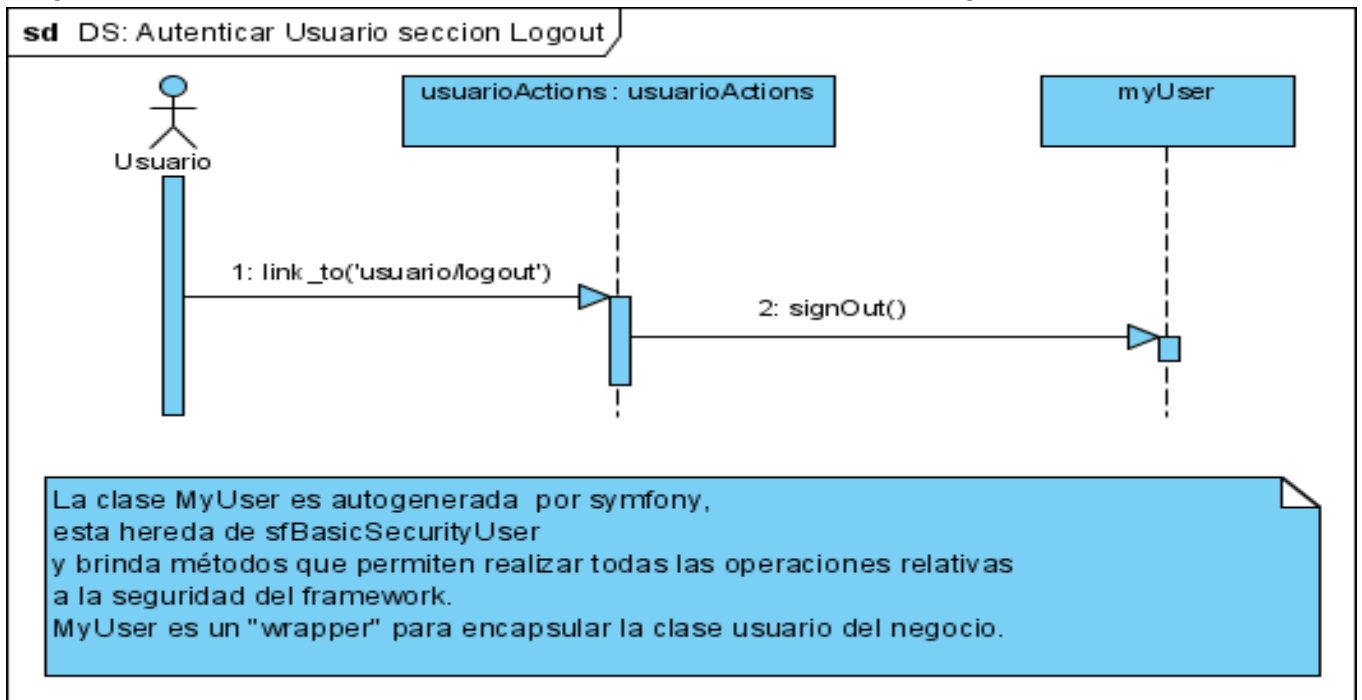 sd DS: Autenticar Usuario seccion Logout
usuarioActions : usuarioActions
myUser
Usuario
1: link_to('usuario/logout')
2: signOut()
La clase MyUser es autogenerada por symfony,
esta hereda de sfBasicSecurityUser
y brinda métodos que permiten realizar todas las operaciones relativas
a la seguridad del framework.
MyUser es un "wrapper" para encapsular la clase usuario del negocio.